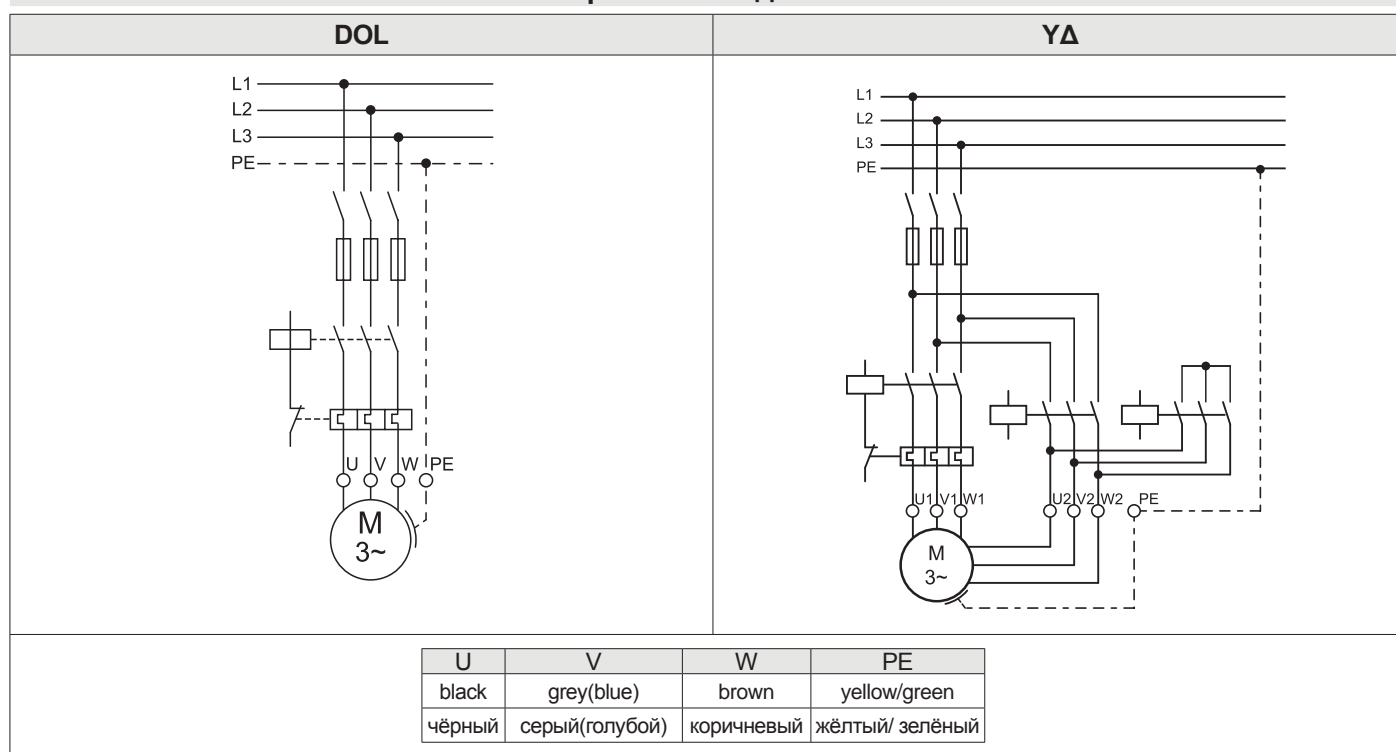 DOL
YΔ
L1
L2
L3
PE
U V W PE
M
3~
L1
L2
L3
PE
U1 V1 W1 U2 V2 W2 PE
M
3~
U V W PE
black grey(blue) brown yellow/green
чёрный серый(голубой) коричневый жёлтый/ зелёный